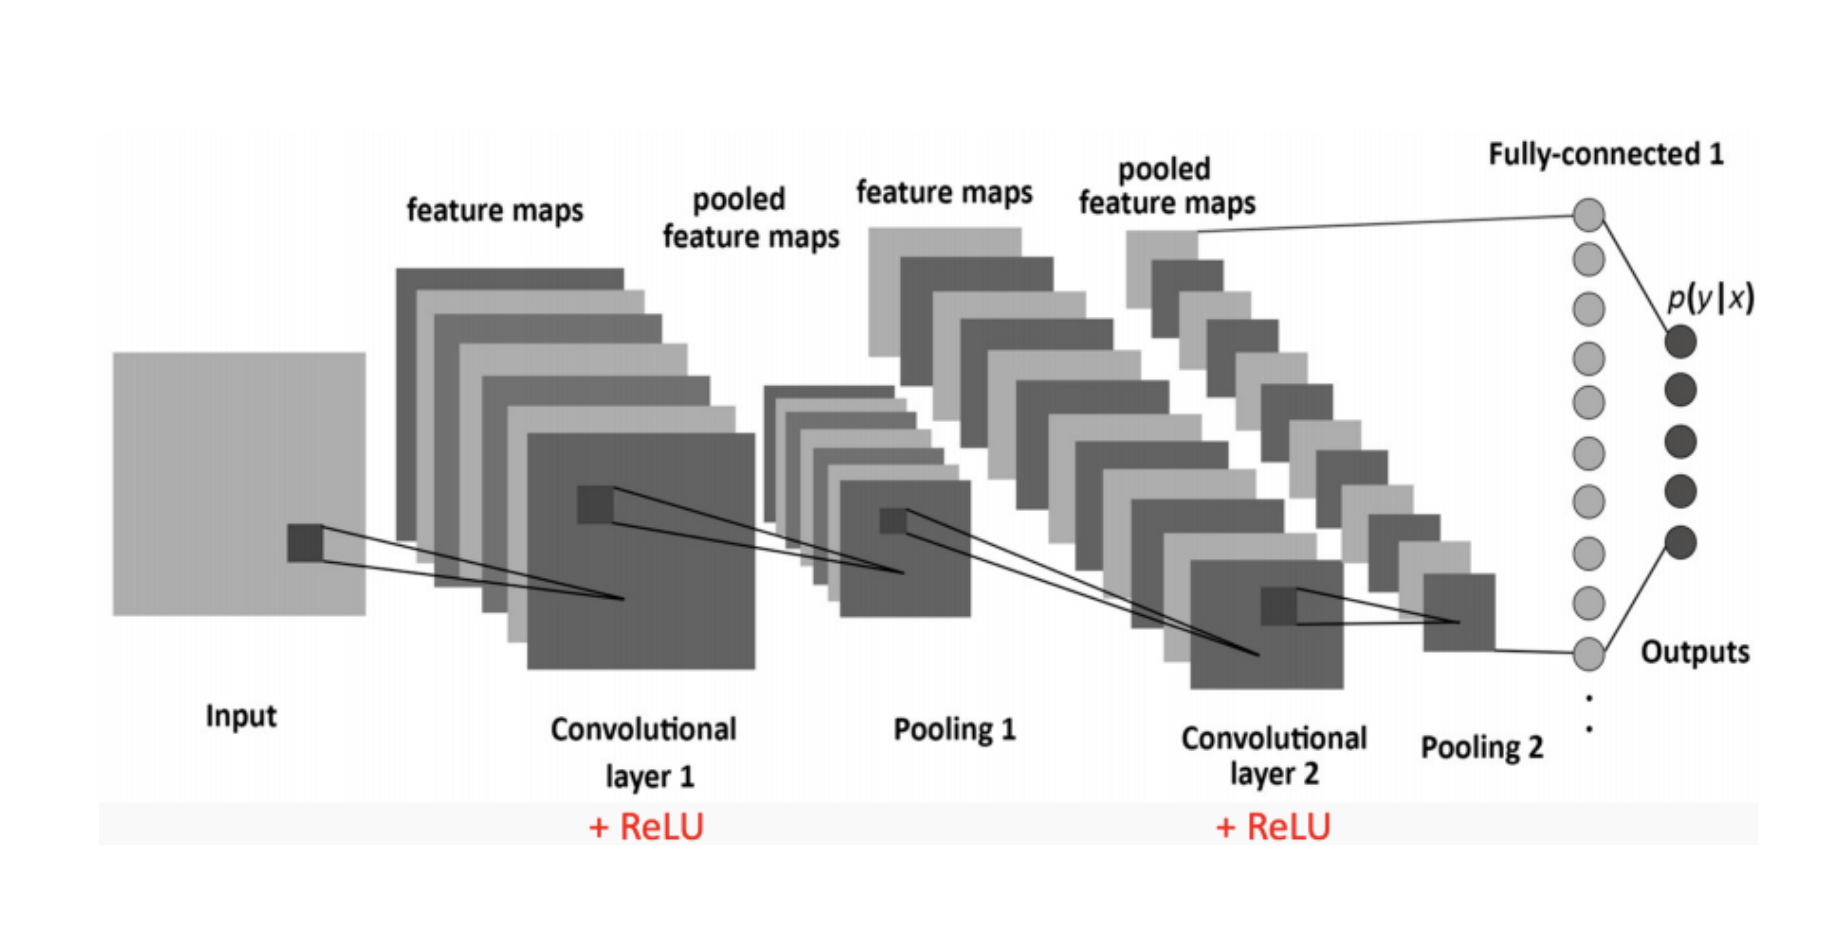 feature maps
pooled
feature maps
feature maps
pooled
feature maps
Fully-connected 1
p(y|x)
Outputs
Input
Convolutional
layer 1
+ ReLU
Pooling 1
Convolutional
layer 2
+ ReLU
Pooling 2